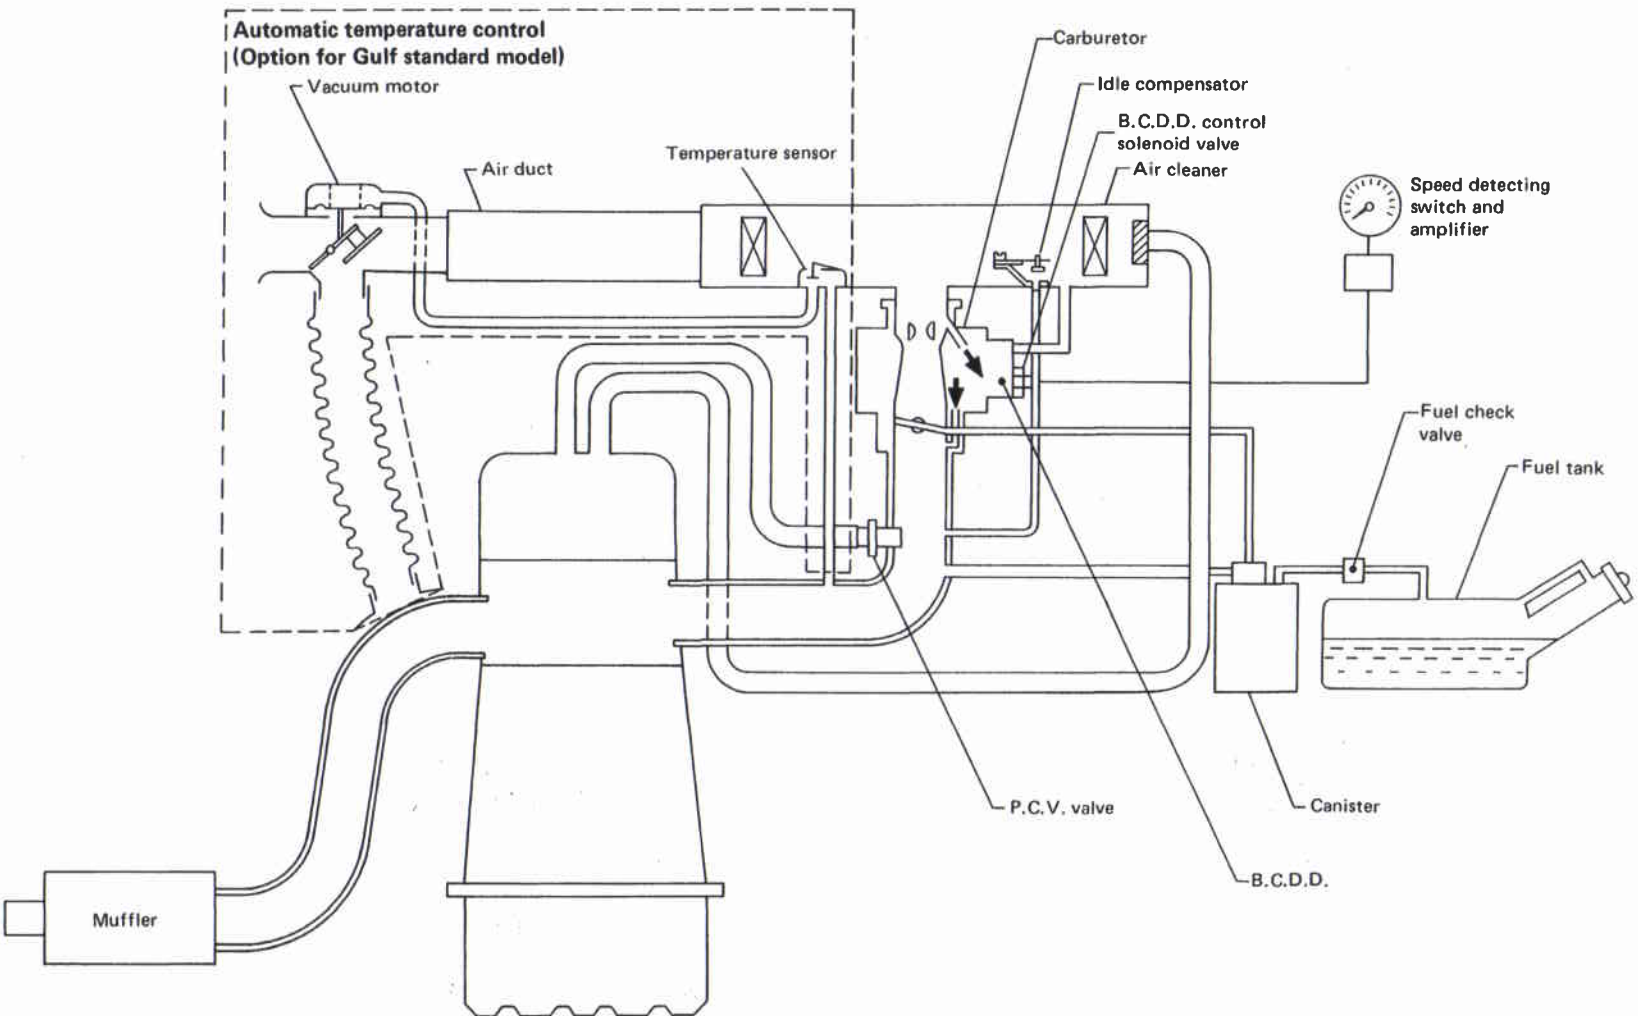 Automatic temperature control
(Option for Gulf standard model)
Vacuum motor
Air duct
Temperature sensor
Carburetor
Idle compensator
B.C.D.D. control
solenoid valve
Air cleaner
Speed detecting
switch and
amplifier
Fuel check
valve
Fuel tank
P.C.V. valve
Canister
B.C.D.D.
Muffler